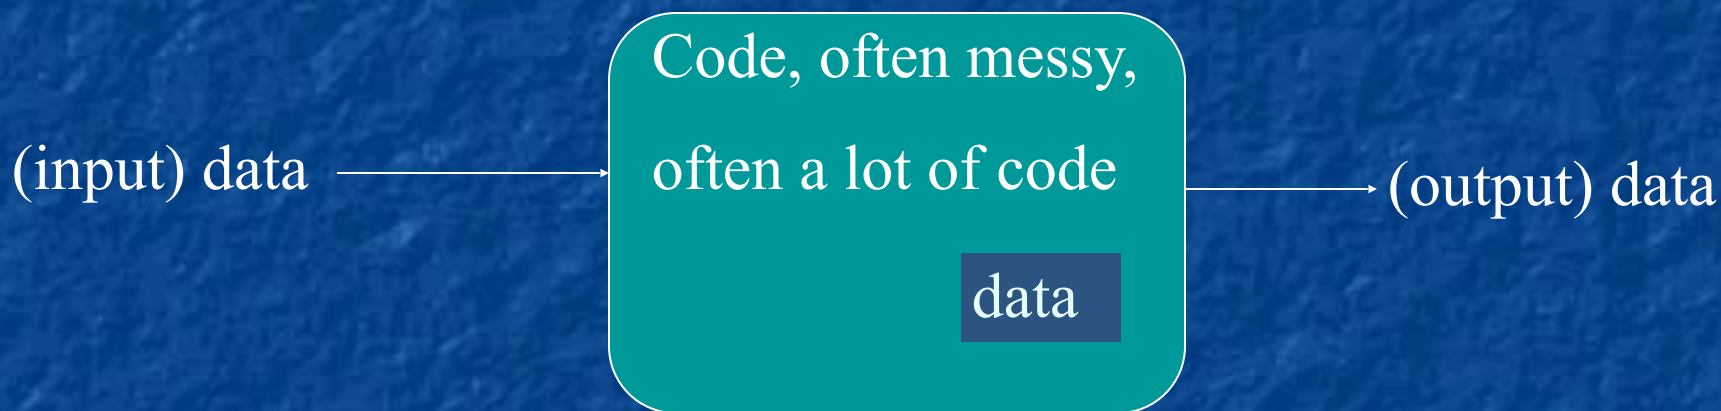 Code, often messy,
(input) data
often a lot of code
(output) data
data